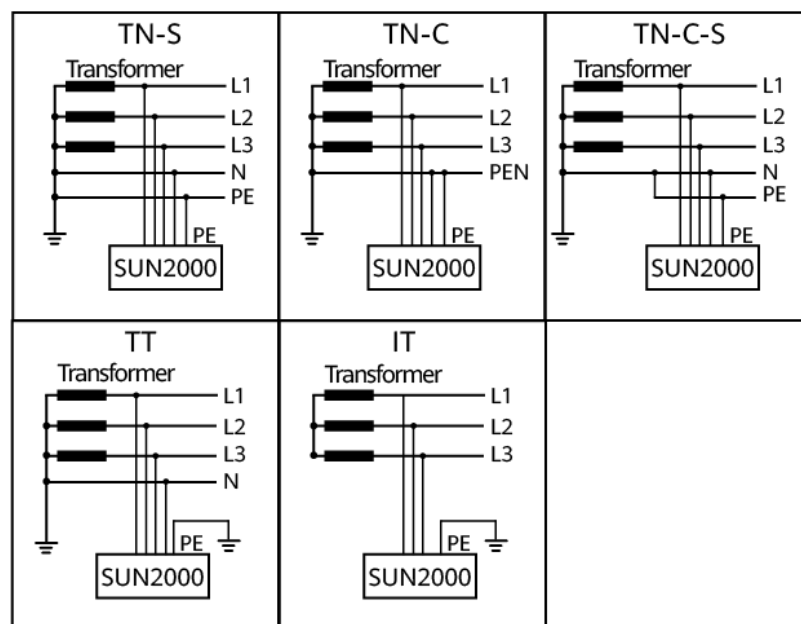 TN-S
Transformer
L1
L2
L3
N
PE
PE
SUN2000
TN-C
Transformer
L1
L2
L3
PEN
PE
SUN2000
TN-C-S
Transformer
L1
L2
L3
N
PE
PE
SUN2000
TT
Transformer
L1
L2
L3
N
PE
SUN2000
IT
Transformer
L1
L2
L3
PE
SUN2000